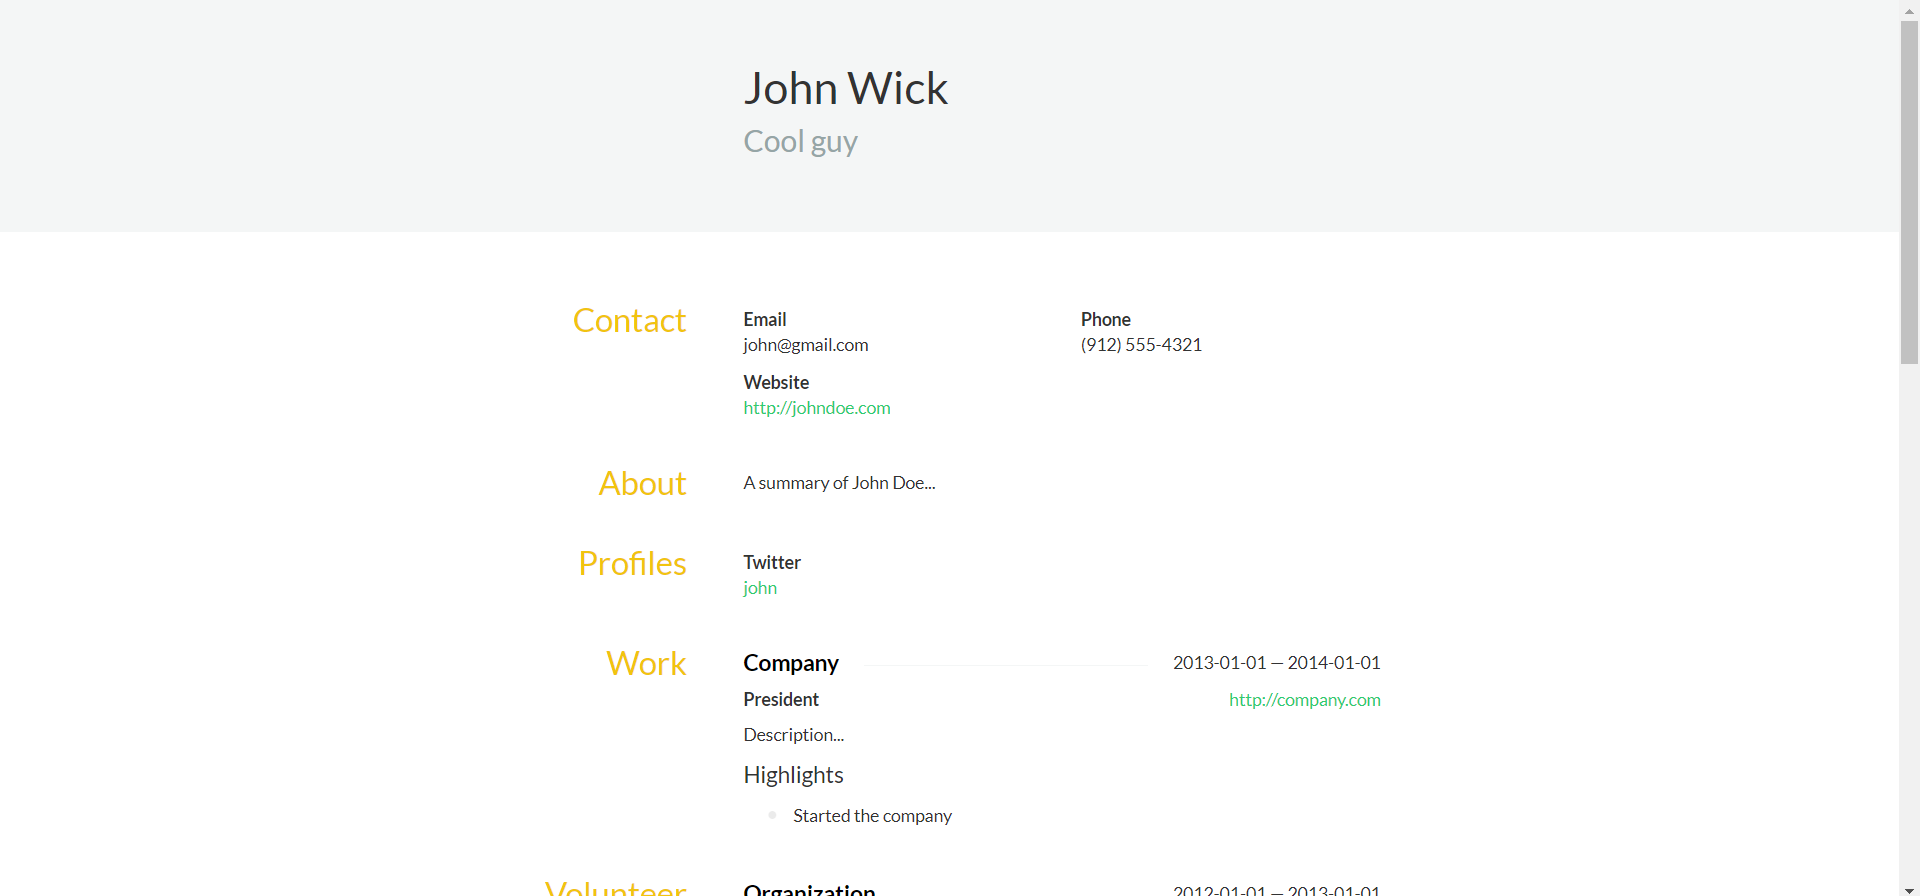 John Wick
Cool guy
Contact
Email
john@gmail.com
Phone
(912) 555-4321
Website
http://johndoe.com
About
A summary of John Doe...
Profiles
Twitter
john
Work
Company
2013-01-01 — 2014-01-01
President
http://company.com
Description...
Highlights
Started the company
Volunteer
Organization
2012-01-01 — 2013-01-01